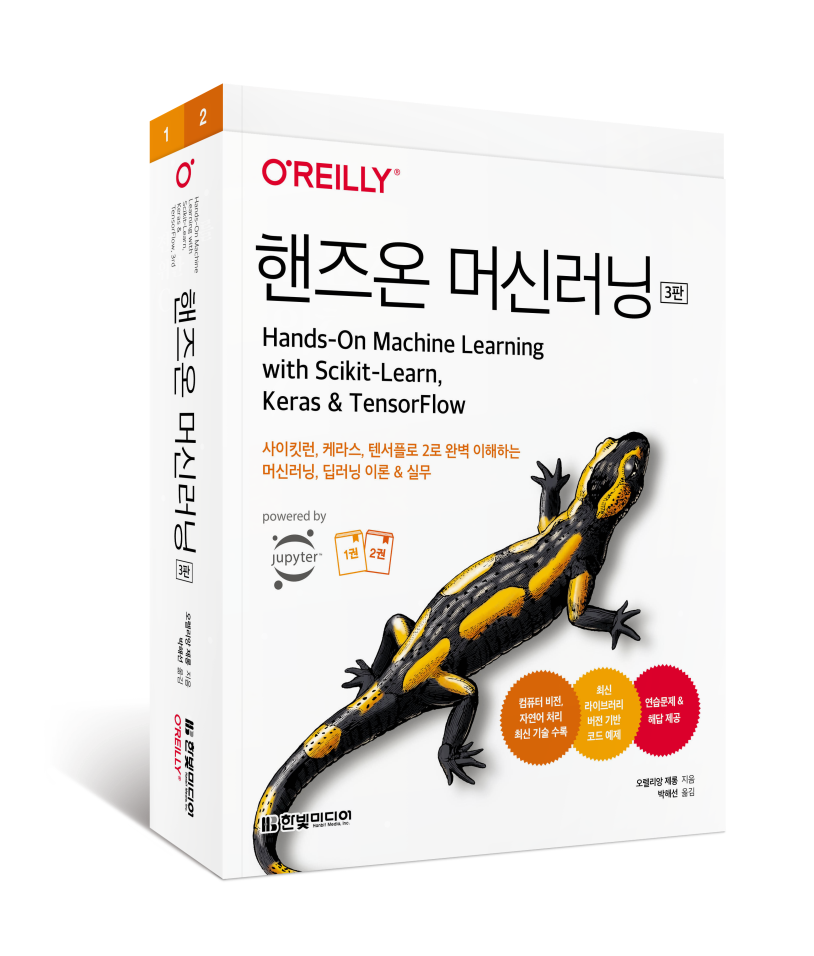 1
2
Hands-On Machine
Learning with
Scikit-Learn,
Keras &
TensorFlow, 3rd
핸즈온 머신러닝 3판
오렐리앙 제롱 지음
박해선 옮김
한빛미디어
Hanbit Media, Inc.
O'REILLY®
O'REILLY®
핸즈온 머신러닝 3판
Hands-On Machine Learning
with Scikit-Learn,
Keras & TensorFlow
사이킷런, 케라스, 텐서플로 2로 완벽 이해하는
머신러닝, 딥러닝 이론 & 실무
powered by
jupyter™
1권 2권
컴퓨터 비전,
자연어 처리
최신 기술 수록
최신
라이브러리
버전 기반
코드 예제
연습문제 &
해답 제공
오렐리앙 제롱 지음
박해선 옮김
한빛미디어
Hanbit Media, Inc.